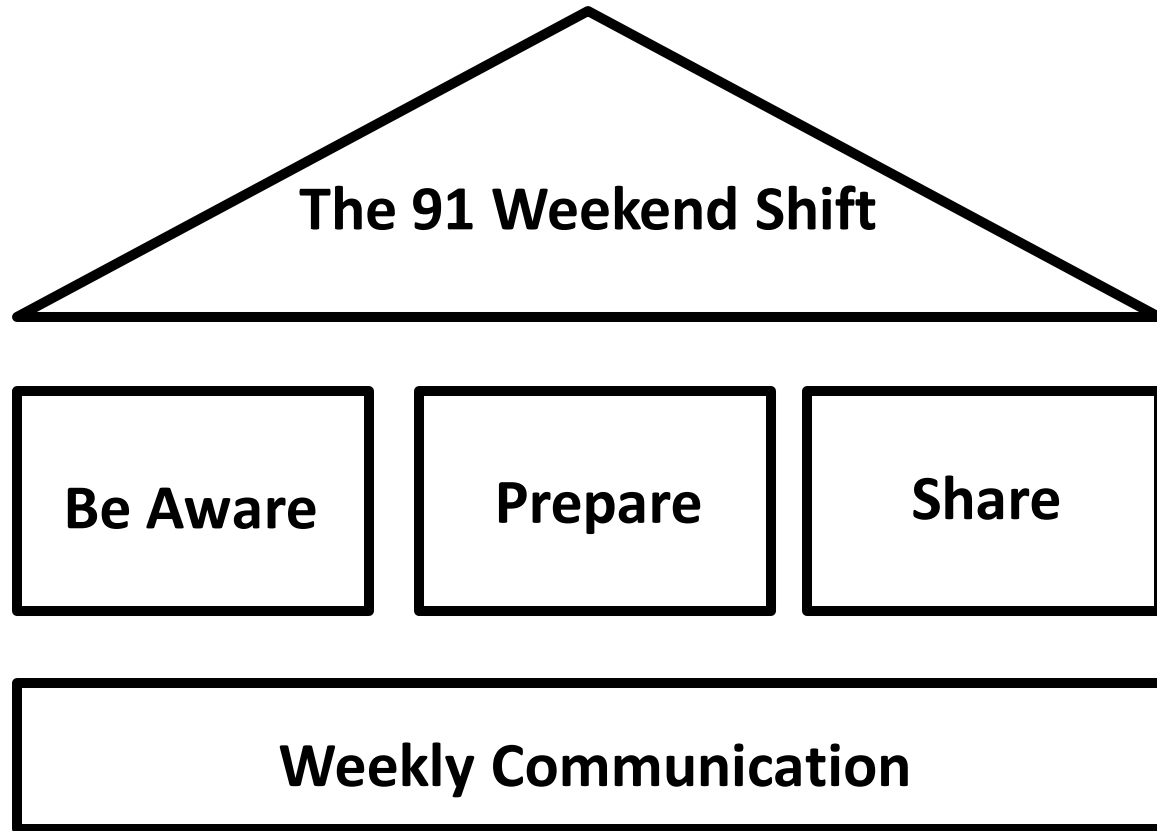 The 91 Weekend Shift
Be Aware
Prepare
Share
Weekly Communication